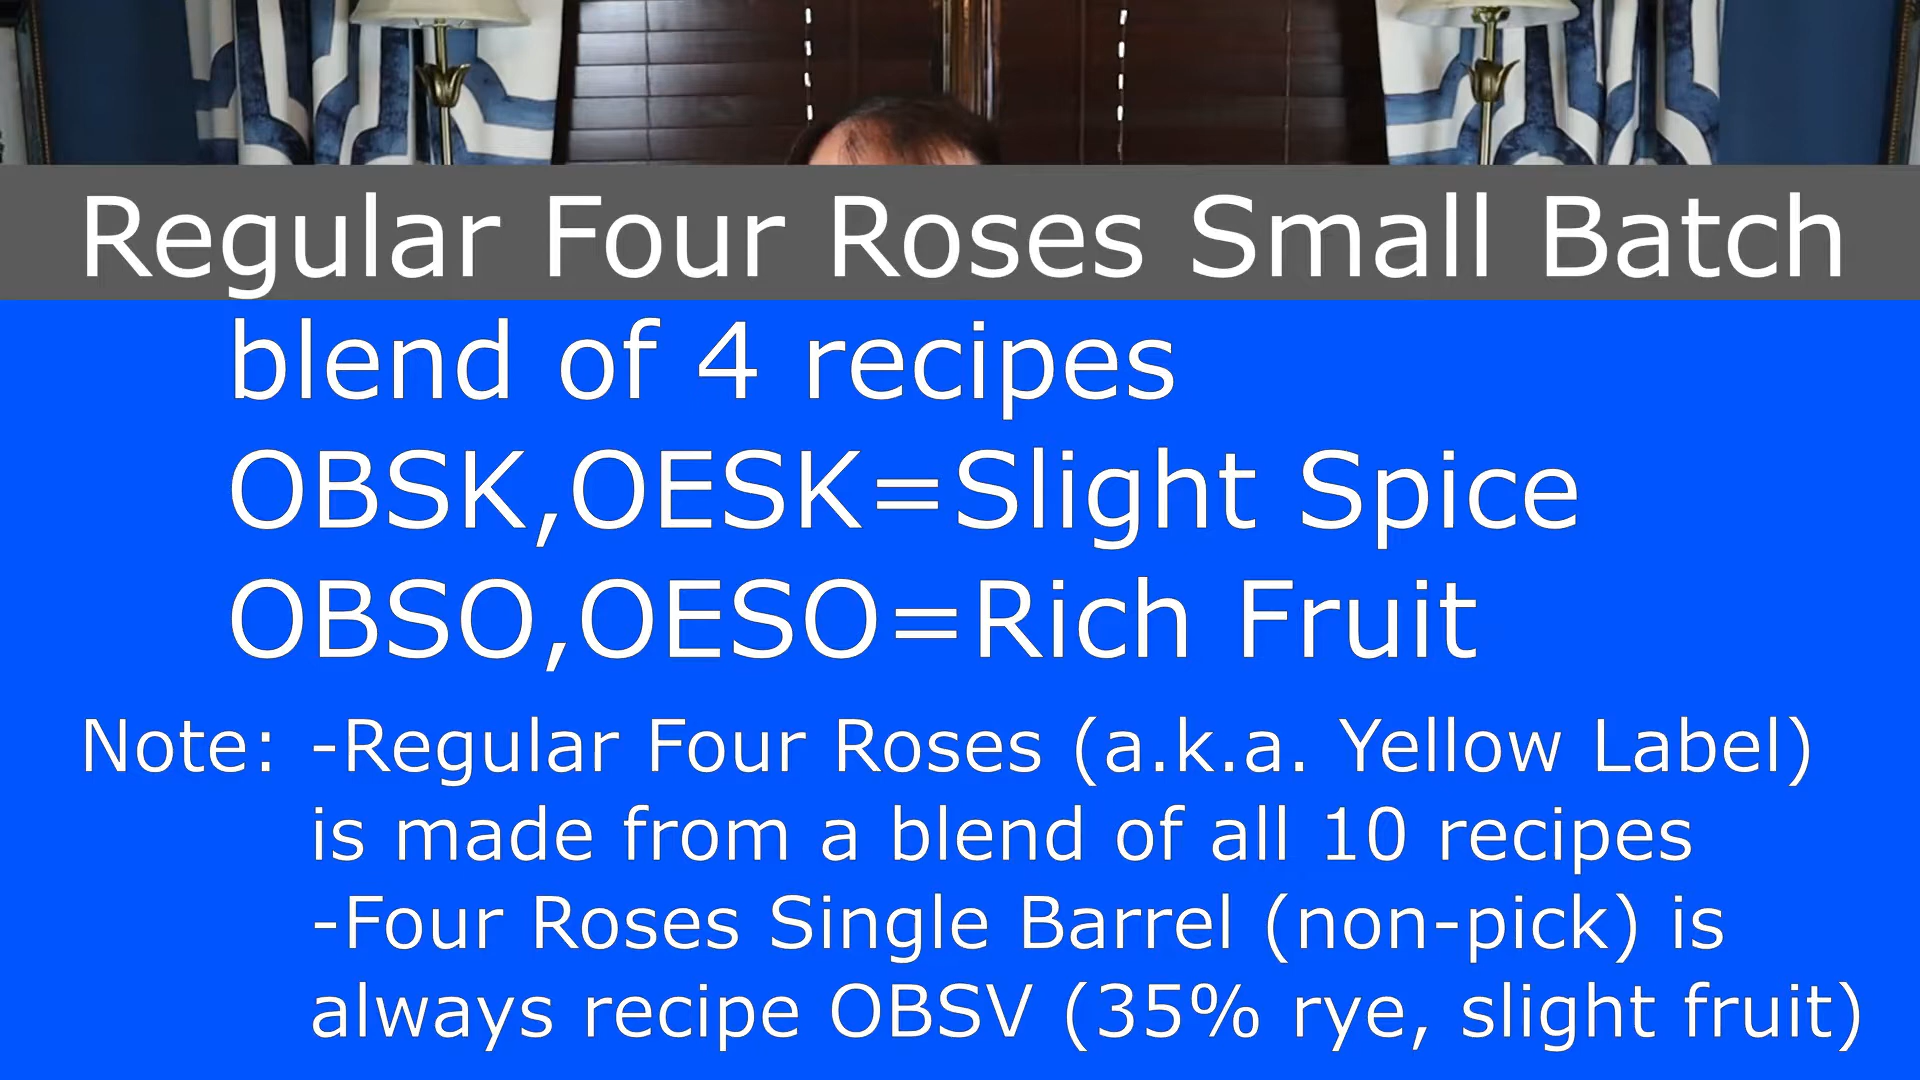 Regular Four Roses Small Batch
blend of 4 recipes
OBSK,OESK=Slight Spice
OBSO,OESO=Rich Fruit
Note: -Regular Four Roses (a.k.a. Yellow Label)
is made from a blend of all 10 recipes
-Four Roses Single Barrel (non-pick) is
always recipe OBSV (35% rye, slight fruit)